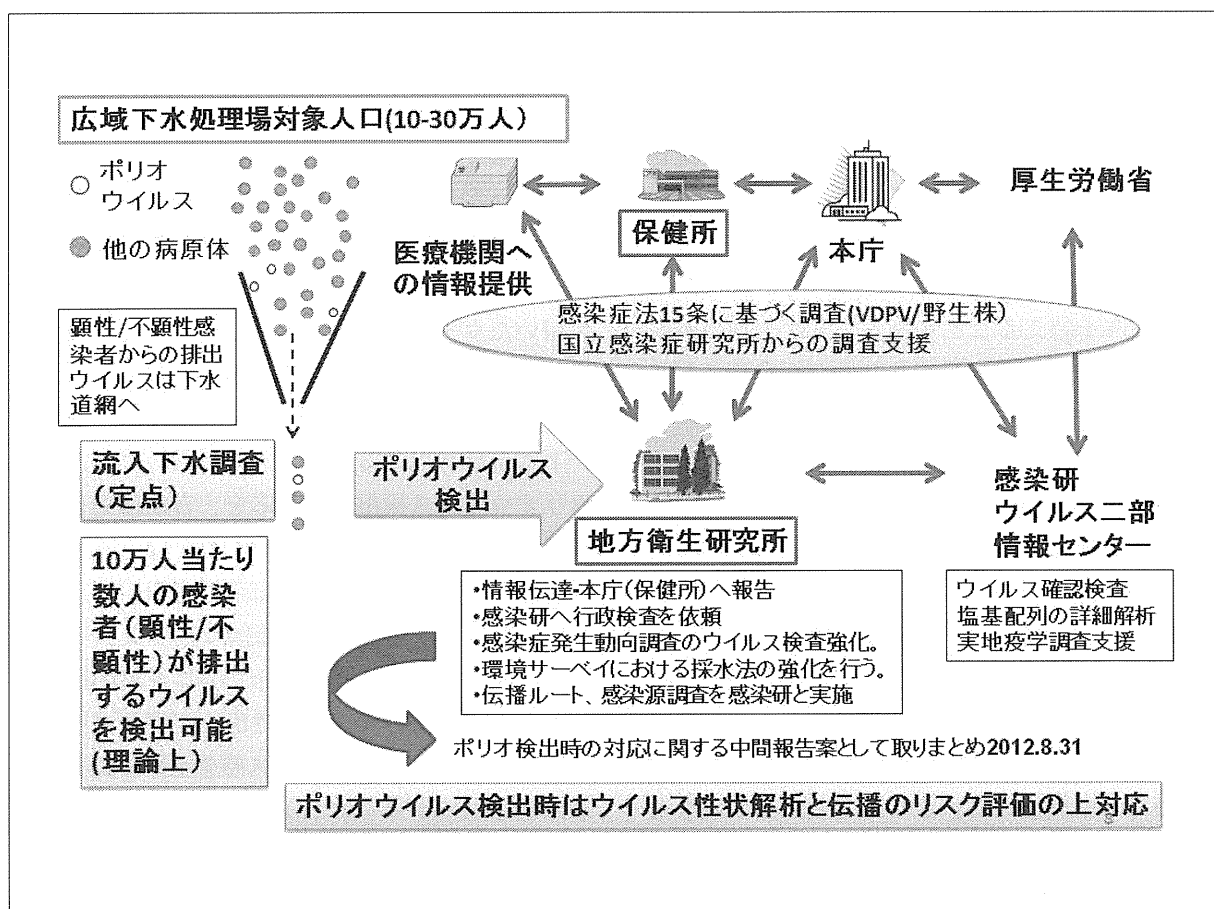 広域下水処理場対象人口(10-30万人)
ポリオ
ウイルス
他の病原体
顕性/不顕性感
染者からの排出
ウイルスは下水
道網へ
流入下水調査
(定点)
10万人当たり
数人の感染
者(顕性/不
顕性)が排出
するウイルス
を検出可能
(理論上)
医療機関へ
の情報提供
保健所
本庁
厚生労働省
感染症法15条に基づく調査(VDPV/野生株)
国立感染症研究所からの調査支援
ポリオウイルス
検出
地方衛生研究所
感染研
ウイルス二部
情報センター
ウイルス確認検査
塩基配列の詳細解析
実地疫学調査支援
•情報伝達-本庁(保健所)へ報告
•感染研へ行政検査を依頼
•感染症発生動向調査のウイルス検査強化。
•環境サーベイにおける採水法の強化を行う。
•伝播ルート、感染源調査を感染研と実施
ポリオ検出時の対応に関する中間報告案として取りまとめ2012.8.31
ポリオウイルス検出時はウイルス性状解析と伝播のリスク評価の上対応